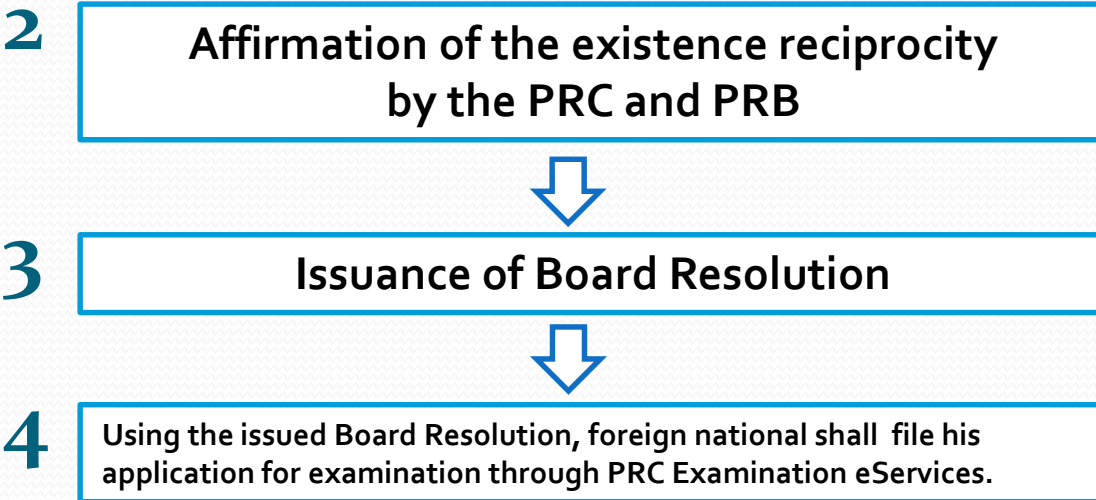 2
Affirmation of the existence reciprocity
by the PRC and PRB
3
Issuance of Board Resolution
4
Using the issued Board Resolution, foreign national shall file his
application for examination through PRC Examination eServices.